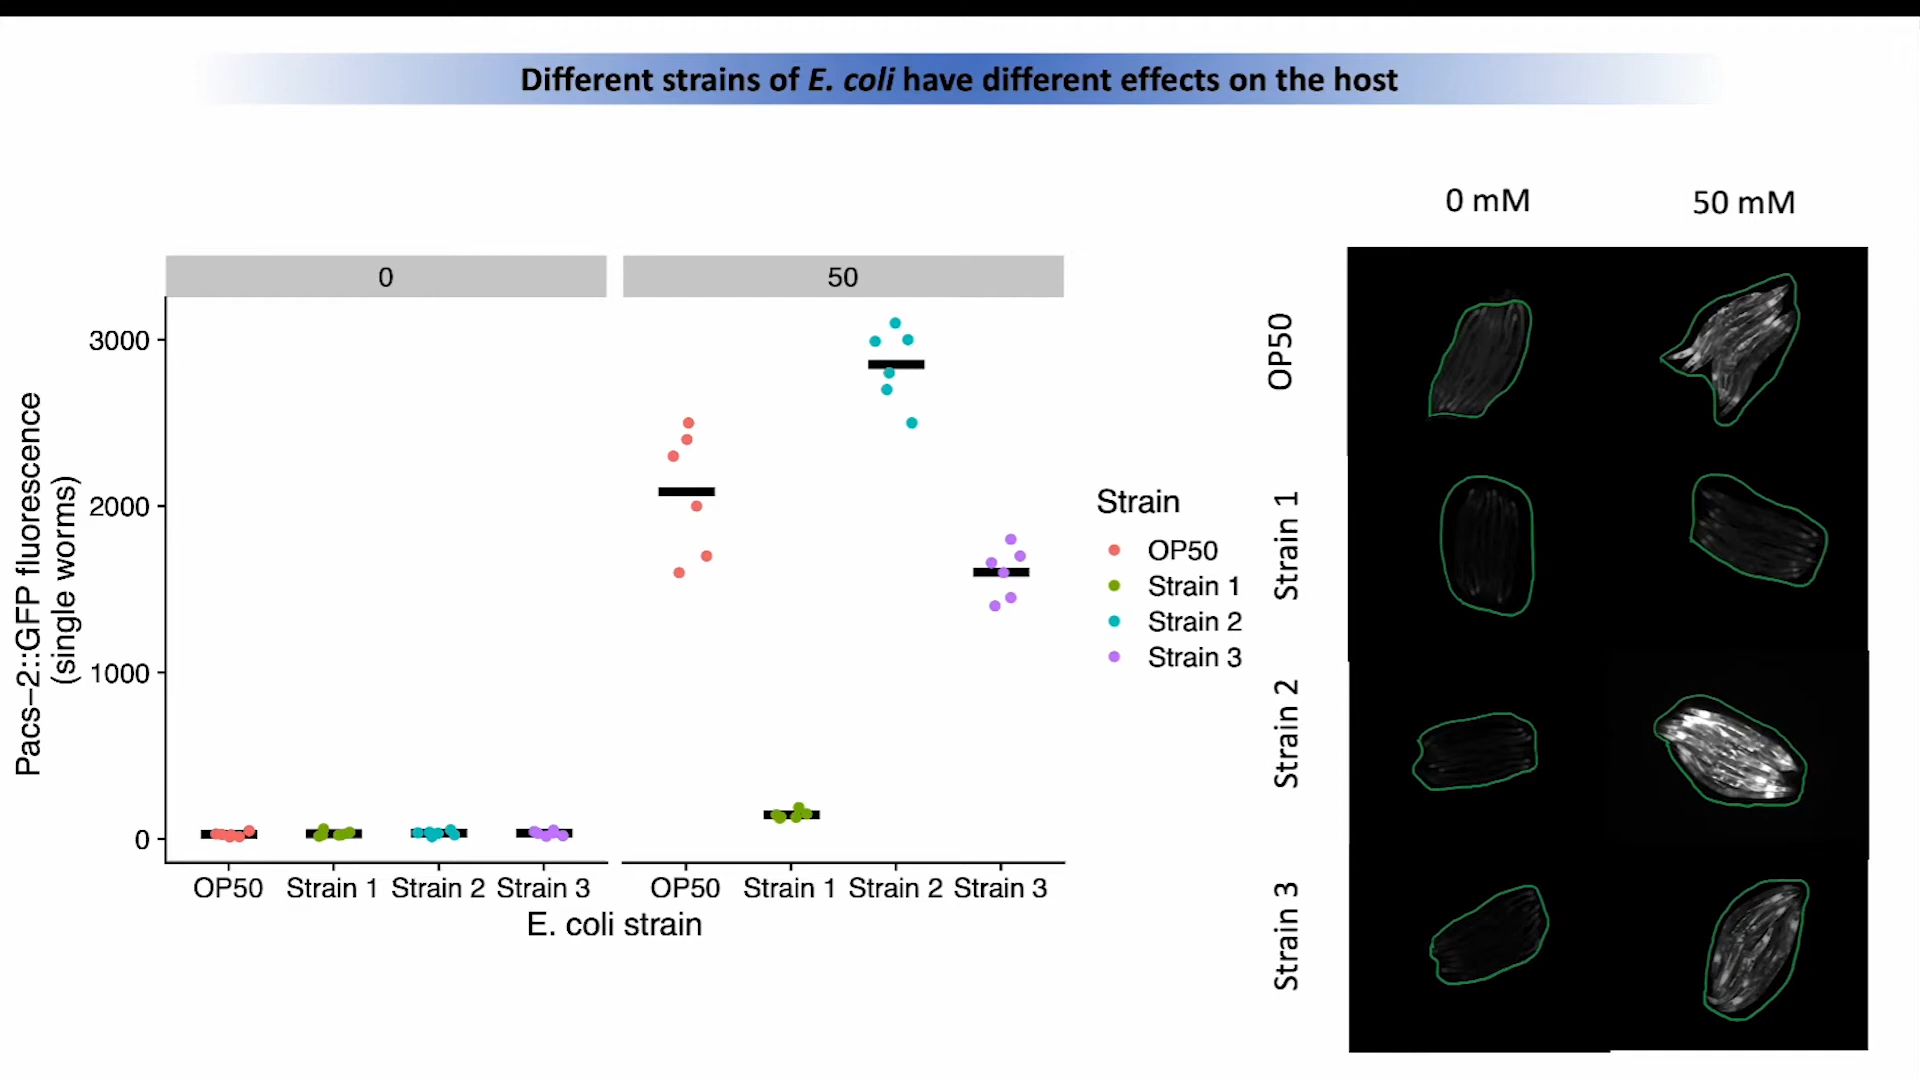 Different strains of E. coli have different effects on the host
0 mM
50 mM
0
50
3000
2000
1000
0
Pacs–2::GFP fluorescence
(single worms)
OP50
Strain 1
Strain 2
Strain 3
OP50
Strain 1
Strain 2
Strain 3
E. coli strain
Strain
OP50
Strain 1
Strain 2
Strain 3
OP50
Strain 1
Strain 2
Strain 3